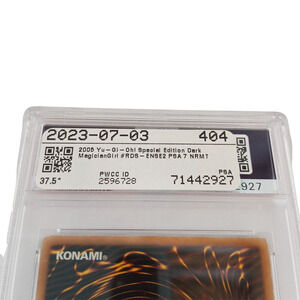 2023-07-03 404
2005 Yu-Gi-Oh! Special Edition Dark
MagicianGirl #RDS-ENSE2 PSA 7 NRMT
PWCC ID PSA
37.5" 2596728 71442927
927
KONAMI®